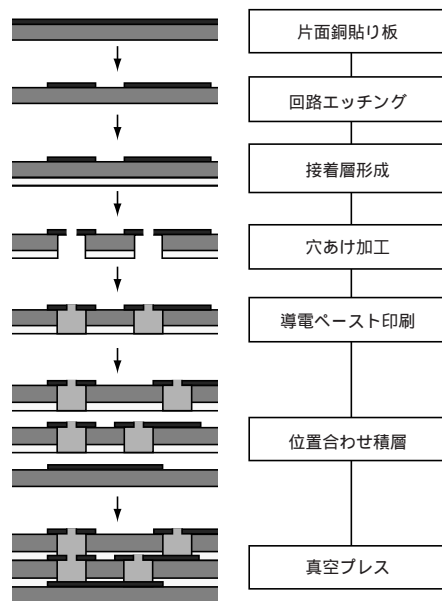 片面銅貼り板
回路エッチング
接着層形成
穴あけ加工
導電ペースト印刷
位置合わせ積層
真空プレス